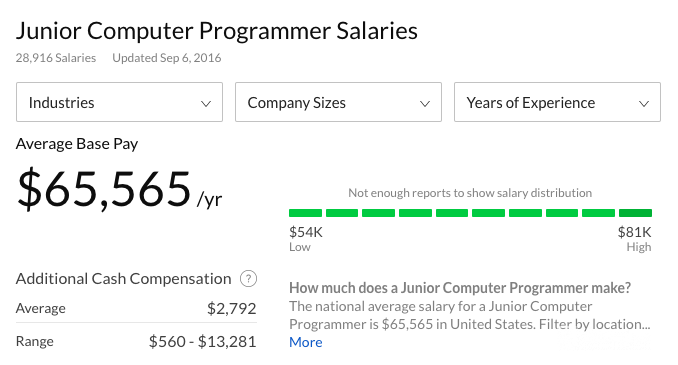 Junior Computer Programmer Salaries
28,916 Salaries Updated Sep 6, 2016
Industries Company Sizes Years of Experience
Average Base Pay
$65,565 /yr
Not enough reports to show salary distribution
$54K $81K
Low High
Additional Cash Compensation ?
Average $2,792
Range $560 - $13,281
How much does a Junior Computer Programmer make?
The national average salary for a Junior Computer
Programmer is $65,565 in United States. Filter by location...
More